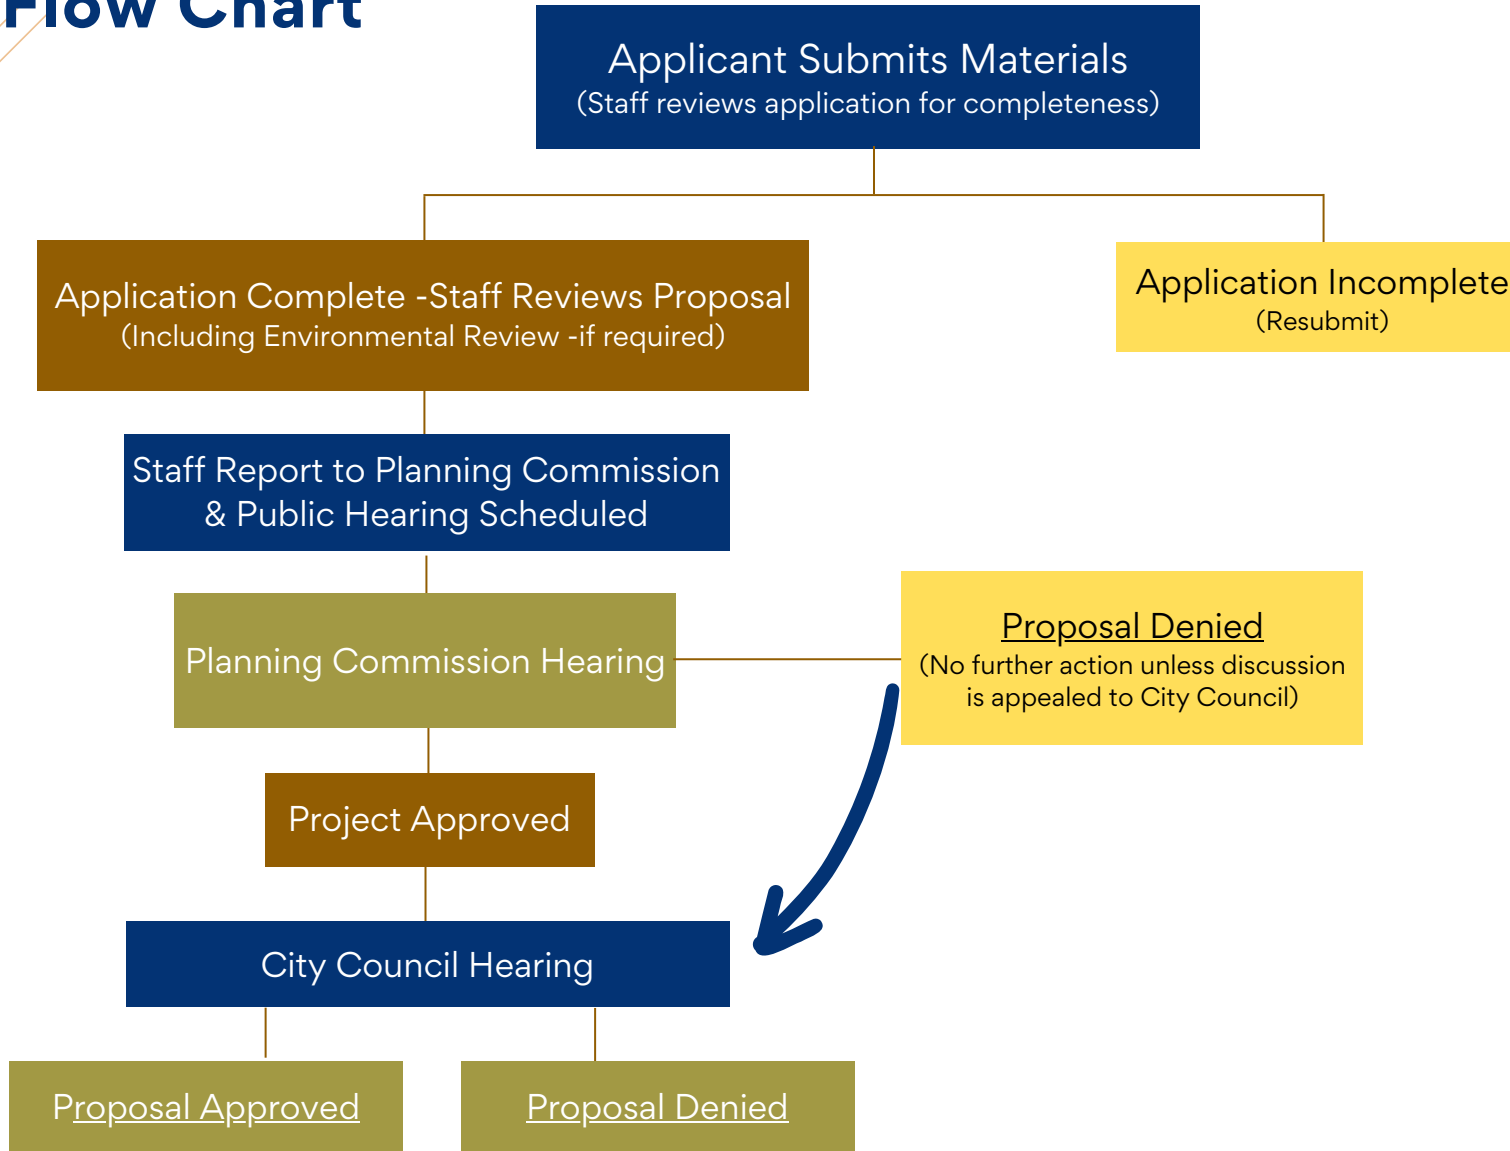 Flow Chart
Applicant Submits Materials
(Staff reviews application for completeness)
Application Complete -Staff Reviews Proposal
(Including Environmental Review -if required)
Application Incomplete
(Resubmit)
Staff Report to Planning Commission
& Public Hearing Scheduled
Planning Commission Hearing
Proposal Denied
(No further action unless discussion
is appealed to City Council)
Project Approved
City Council Hearing
Proposal Approved
Proposal Denied